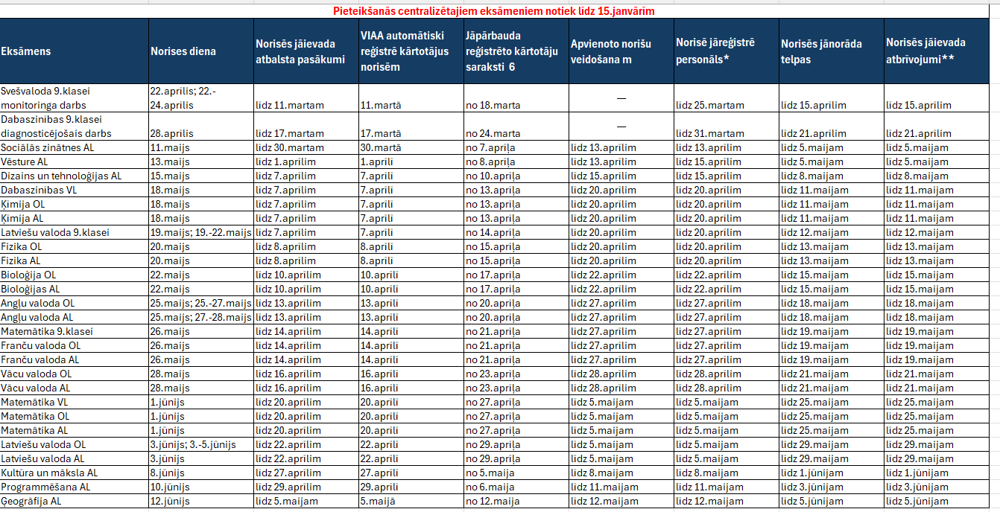 Pieteikšanās centralizētajiem eksāmeniem notiek līdz 15.janvārīm
Eksāmens | Norises diena | Norisēs jāievada atbalsta pasākumi | VIAA automātiski reģistrē kārtotājus norisēm | Jāpārbauda reģistrēto kārtotāju saraksti 6 | Apvienoto norišu veidošana m | Norisē jāreģistrē personāls* | Norisēs jānorāda telpas | Norisēs jāievada atbrīvojumi**
Svešvaloda 9.klasei monitoringa darbs | 22.aprīlis; 22.-24.aprīlis | līdz 11.martam | 11.martā | no 18.marta | — | līdz 25.martam | līdz 15.aprīlim | līdz 15.aprīlim
Dabaszinības 9.klasei diagnosticējošais darbs | 28.aprīlis | līdz 17.martam | 17.martā | no 24.marta | — | līdz 31.martam | līdz 21.aprīlim | līdz 21.aprīlim
Sociālās zinātnes AL | 11.maijs | līdz 30.martam | 30.martā | no 7.apriļa | līdz 13.aprīlim | līdz 13.aprīlim | līdz 5.maijam | līdz 5.maijam
Vēsture AL | 13.maijs | līdz 1.aprīlim | 1.aprīlī | no 8.apriļa | līdz 13.aprīlim | līdz 15.aprīlim | līdz 5.maijam | līdz 5.maijam
Dizains un tehnoloģijas AL | 15.maijs | līdz 7.aprīlim | 7.aprīlī | no 10.apriļa | līdz 15.aprīlim | līdz 15.aprīlim | līdz 8.maijam | līdz 8.maijam
Dabaszinības VL | 18.maijs | līdz 7.aprīlim | 7.aprīlī | no 13.apriļa | līdz 20.aprīlim | līdz 20.aprīlim | līdz 11.maijam | līdz 11.maijam
Ķīmija OL | 18.maijs | līdz 7.aprīlim | 7.aprīlī | no 13.apriļa | līdz 20.aprīlim | līdz 20.aprīlim | līdz 11.maijam | līdz 11.maijam
Ķīmija AL | 18.maijs | līdz 7.aprīlim | 7.aprīlī | no 13.apriļa | līdz 20.aprīlim | līdz 20.aprīlim | līdz 11.maijam | līdz 11.maijam
Latviešu valoda 9.klasei | 19.maijs; 19.-22.maijs | līdz 7.aprīlim | 7.aprīlī | no 14.apriļa | līdz 20.aprīlim | līdz 20.aprīlim | līdz 12.maijam | līdz 12.maijam
Fizika OL | 20.maijs | līdz 8.aprīlim | 8.aprīlī | no 15.apriļa | līdz 20.aprīlim | līdz 20.aprīlim | līdz 13.maijam | līdz 13.maijam
Fizika AL | 20.maijs | līdz 8.aprīlim | 8.aprīlī | no 15.apriļa | līdz 20.aprīlim | līdz 20.aprīlim | līdz 13.maijam | līdz 13.maijam
Bioloģija OL | 22.maijs | līdz 10.aprīlim | 10.aprīlī | no 17.apriļa | līdz 22.aprīlim | līdz 22.aprīlim | līdz 15.maijam | līdz 15.maijam
Bioloģijas AL | 22.maijs | līdz 10.aprīlim | 10.aprīlī | no 17.apriļa | līdz 22.aprīlim | līdz 22.aprīlim | līdz 15.maijam | līdz 15.maijam
Angļu valoda OL | 25.maijs; 25.-27.maijs | līdz 13.aprīlim | 13.aprīlī | no 20.apriļa | līdz 27.aprīlim | līdz 27.aprīlim | līdz 18.maijam | līdz 18.maijam
Angļu valoda AL | 25.maijs; 27.-28.maijs | līdz 13.aprīlim | 13.aprīlī | no 20.apriļa | līdz 27.aprīlim | līdz 27.aprīlim | līdz 18.maijam | līdz 18.maijam
Matemātika 9.klasei | 26.maijs | līdz 14.aprīlim | 14.aprīlī | no 21.apriļa | līdz 27.aprīlim | līdz 27.aprīlim | līdz 19.maijam | līdz 19.maijam
Franču valoda OL | 26.maijs | līdz 14.aprīlim | 14.aprīlī | no 21.apriļa | līdz 27.aprīlim | līdz 27.aprīlim | līdz 19.maijam | līdz 19.maijam
Franču valoda AL | 26.maijs | līdz 14.aprīlim | 14.aprīlī | no 21.apriļa | līdz 27.aprīlim | līdz 27.aprīlim | līdz 19.maijam | līdz 19.maijam
Vācu valoda OL | 28.maijs | līdz 16.aprīlim | 16.aprīlī | no 23.apriļa | līdz 28.aprīlim | līdz 28.aprīlim | līdz 21.maijam | līdz 21.maijam
Vācu valoda AL | 28.maijs | līdz 16.aprīlim | 16.aprīlī | no 23.apriļa | līdz 28.aprīlim | līdz 28.aprīlim | līdz 21.maijam | līdz 21.maijam
Matemātika VL | 1.jūnijs | līdz 20.aprīlim | 20.aprīlī | no 27.apriļa | līdz 5.maijam | līdz 5.maijam | līdz 25.maijam | līdz 25.maijam
Matemātika OL | 1.jūnijs | līdz 20.aprīlim | 20.aprīlī | no 27.apriļa | līdz 5.maijam | līdz 5.maijam | līdz 25.maijam | līdz 25.maijam
Matemātika AL | 1.jūnijs | līdz 20.aprīlim | 20.aprīlī | no 27.apriļa | līdz 5.maijam | līdz 5.maijam | līdz 25.maijam | līdz 25.maijam
Latviešu valoda OL | 3.jūnijs; 3.-5.jūnijs | līdz 22.aprīlim | 22.aprīlī | no 29.apriļa | līdz 5.maijam | līdz 5.maijam | līdz 29.maijam | līdz 29.maijam
Latviešu valoda AL | 3.jūnijs | līdz 22.aprīlim | 22.aprīlī | no 29.apriļa | līdz 5.maijam | līdz 5.maijam | līdz 29.maijam | līdz 29.maijam
Kultūra un māksla AL | 8.jūnijs | līdz 27.aprīlim | 27.aprīlī | no 5.maija | līdz 8.maijam | līdz 8.maijam | līdz 1.jūnijam | līdz 1.jūnijam
Programmēšana AL | 10.jūnijs | līdz 29.aprīlim | 29.aprīlī | no 6.maija | līdz 11.maijam | līdz 11.maijam | līdz 3.jūnijam | līdz 3.jūnijam
Ģeogrāfija AL | 12.jūnijs | līdz 5.maijam | 5.maijā | no 12.maija | līdz 12.maijam | līdz 12.maijam | līdz 5.jūnijam | līdz 5.jūnijam